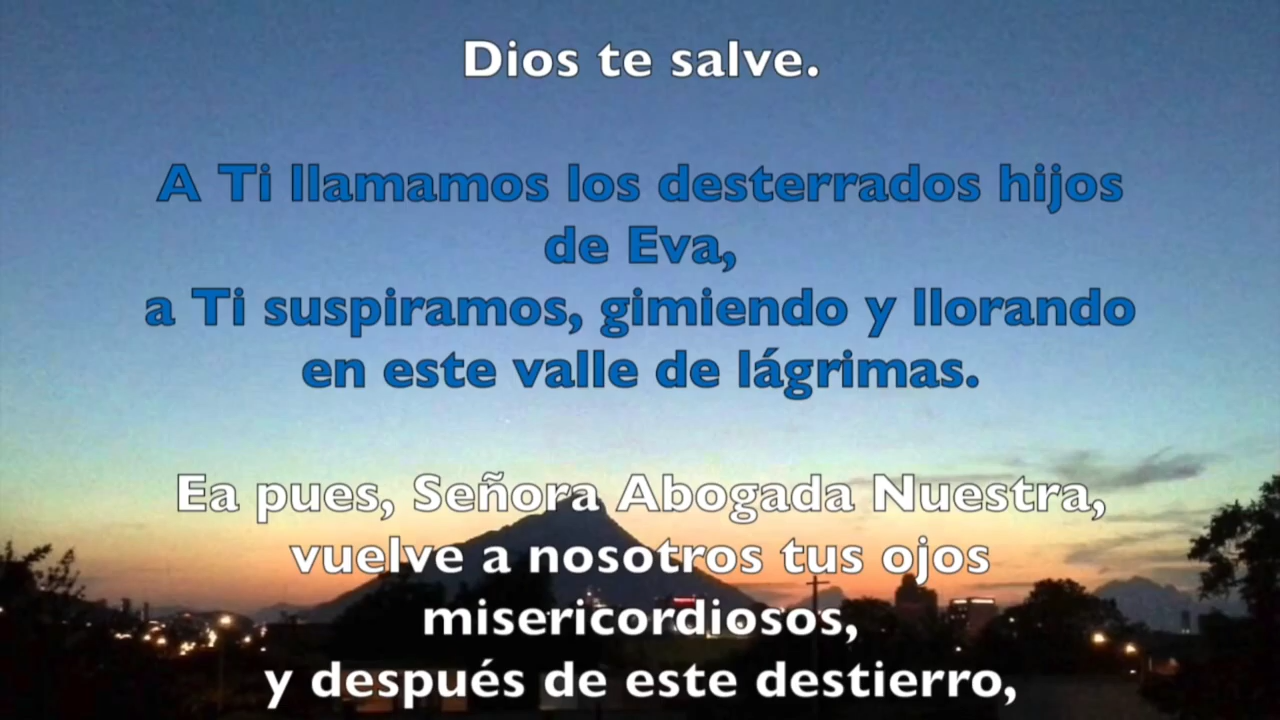 Dios te salve.
A Ti llamamos los desterrados hijos
de Eva,
a Ti suspiramos, gimiendo y llorando
en este valle de lágrimas.
Ea pues, Señora Abogada Nuestra,
vuelve a nosotros tus ojos
misericordiosos,
y después de este destierro,